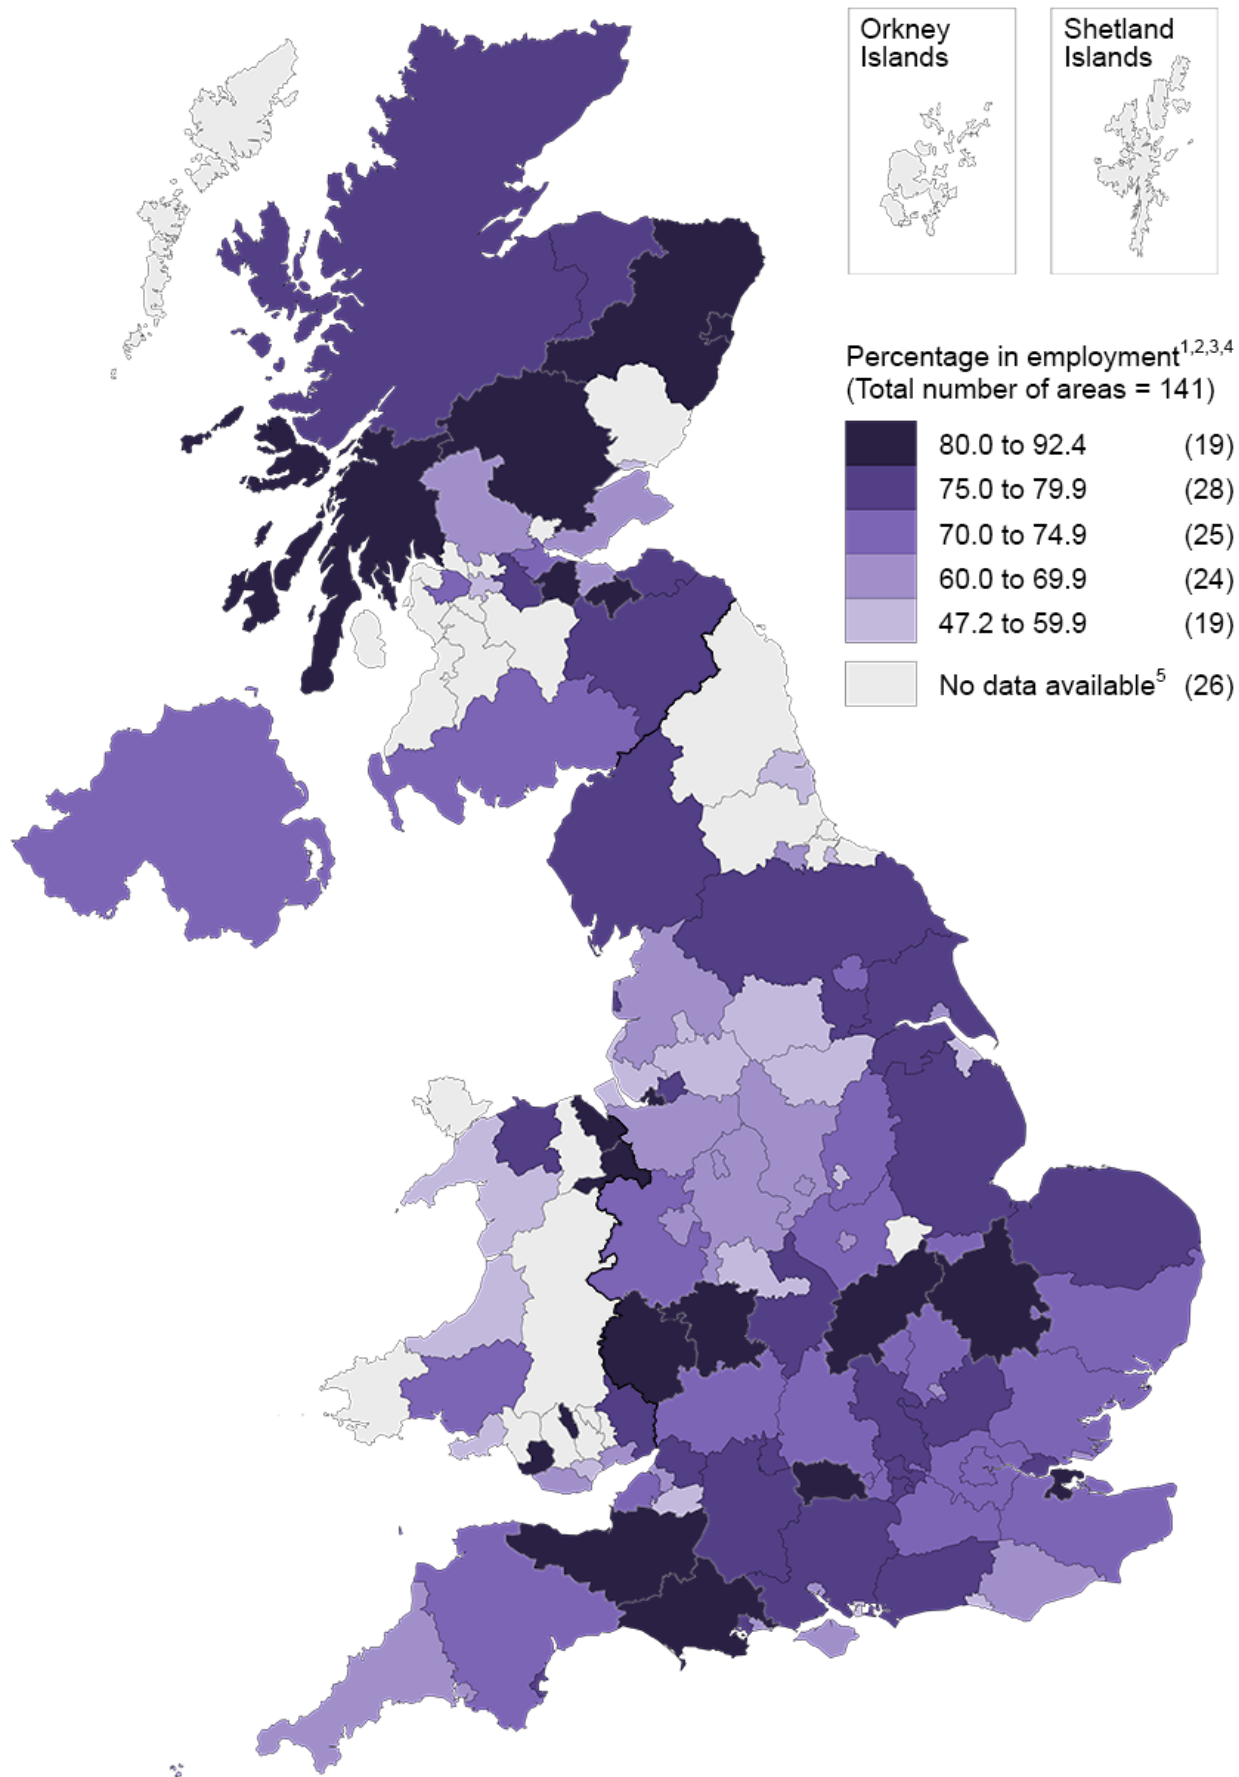 Orkney
Islands
Shetland
Islands
Percentage in employment1,2,3,4
(Total number of areas = 141)
80.0 to 92.4 (19)
75.0 to 79.9 (28)
70.0 to 74.9 (25)
60.0 to 69.9 (24)
47.2 to 59.9 (19)
No data available5 (26)